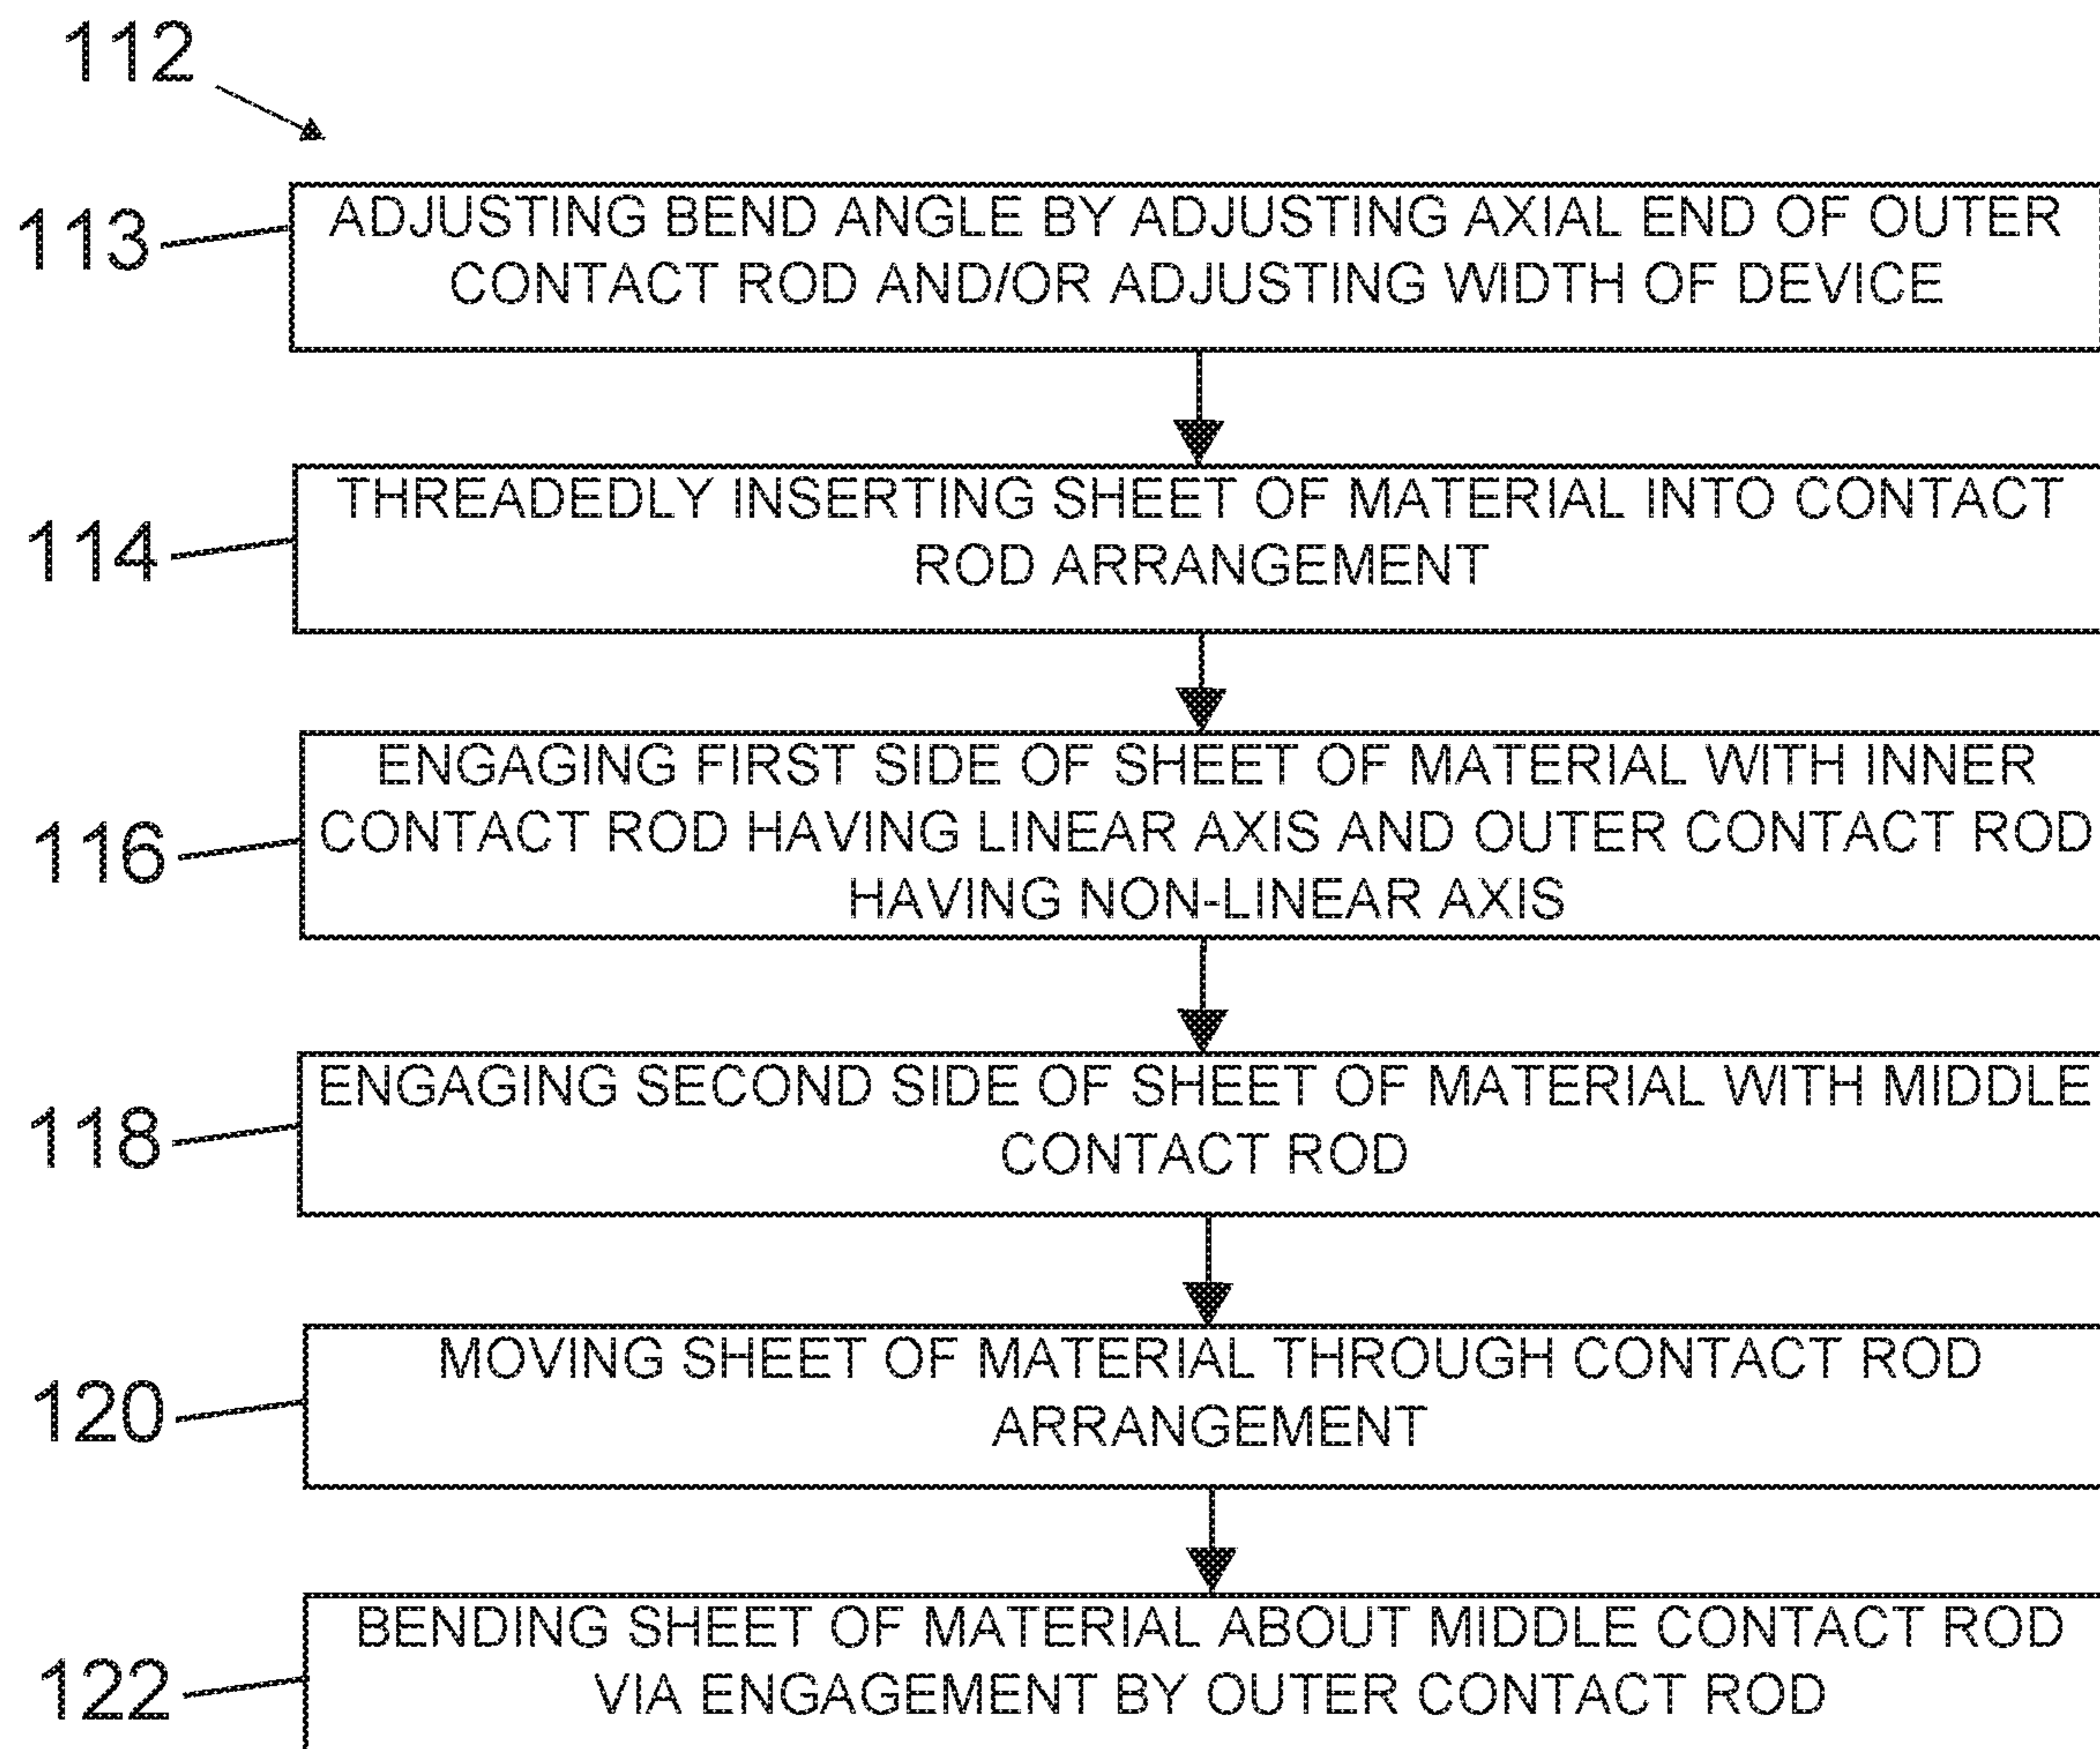 112
113
ADJUSTING BEND ANGLE BY ADJUSTING AXIAL END OF OUTER
CONTACT ROD AND/OR ADJUSTING WIDTH OF DEVICE
114
THREADEDLY INSERTING SHEET OF MATERIAL INTO CONTACT
ROD ARRANGEMENT
116
ENGAGING FIRST SIDE OF SHEET OF MATERIAL WITH INNER
CONTACT ROD HAVING LINEAR AXIS AND OUTER CONTACT ROD
HAVING NON-LINEAR AXIS
118
ENGAGING SECOND SIDE OF SHEET OF MATERIAL WITH MIDDLE
CONTACT ROD
120
MOVING SHEET OF MATERIAL THROUGH CONTACT ROD
ARRANGEMENT
122
BENDING SHEET OF MATERIAL ABOUT MIDDLE CONTACT ROD
VIA ENGAGEMENT BY OUTER CONTACT ROD